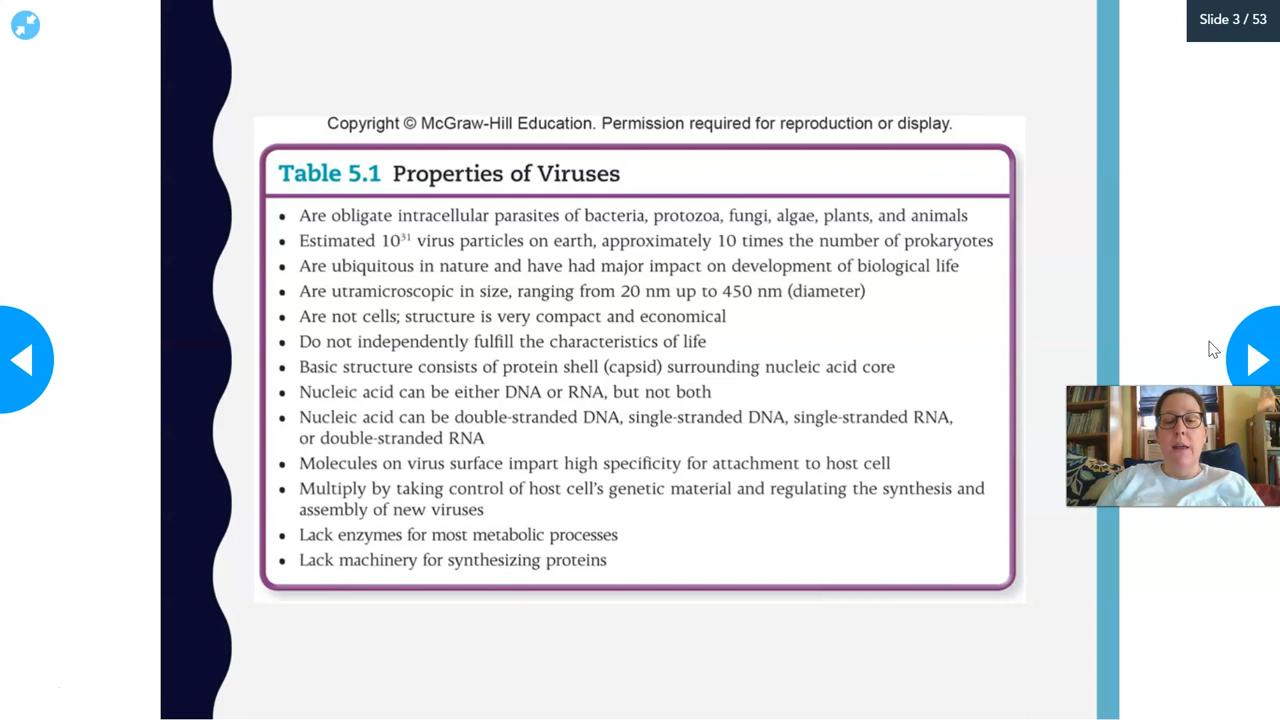 Slide 3 / 53
Copyright © McGraw-Hill Education. Permission required for reproduction or display.
Table 5.1 Properties of Viruses
• Are obligate intracellular parasites of bacteria, protozoa, fungi, algae, plants, and animals
• Estimated 10³¹ virus particles on earth, approximately 10 times the number of prokaryotes
• Are ubiquitous in nature and have had major impact on development of biological life
• Are utramicroscopic in size, ranging from 20 nm up to 450 nm (diameter)
• Are not cells; structure is very compact and economical
• Do not independently fulfill the characteristics of life
• Basic structure consists of protein shell (capsid) surrounding nucleic acid core
• Nucleic acid can be either DNA or RNA, but not both
• Nucleic acid can be double-stranded DNA, single-stranded DNA, single-stranded RNA,
or double-stranded RNA
• Molecules on virus surface impart high specificity for attachment to host cell
• Multiply by taking control of host cell's genetic material and regulating the synthesis and
assembly of new viruses
• Lack enzymes for most metabolic processes
• Lack machinery for synthesizing proteins